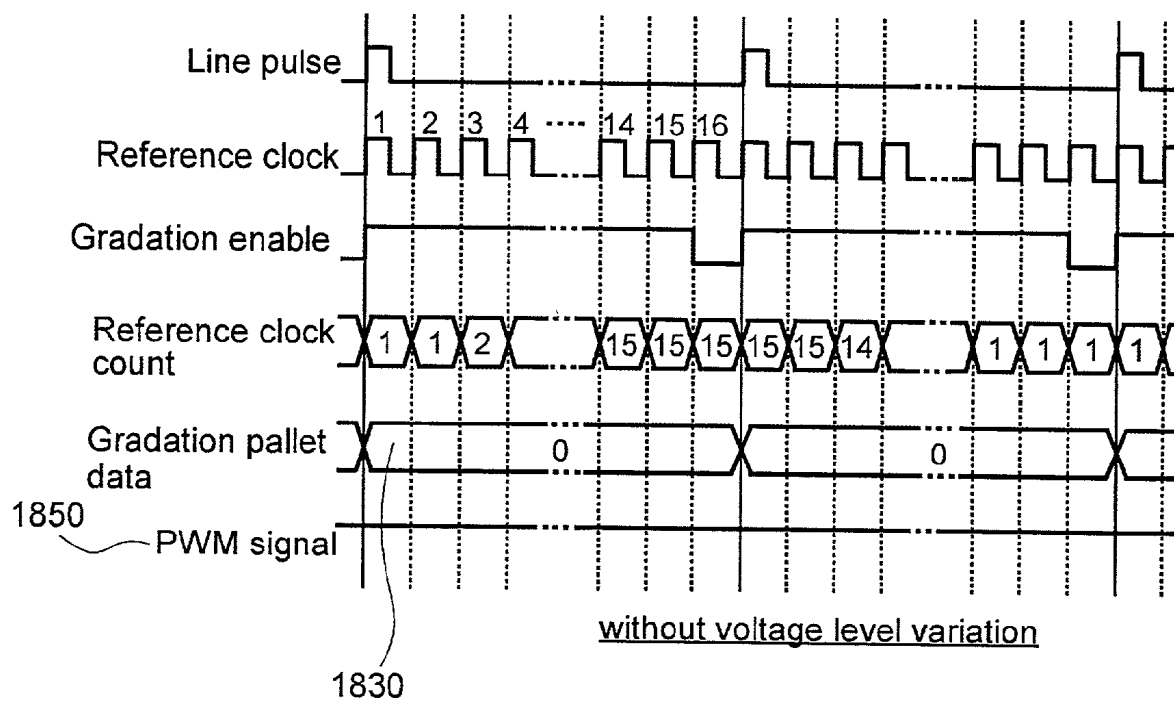 Line pulse
1 2 3 4 ···· 14 15 16
Reference clock
Gradation enable
Reference clock
count
1 1 2 15 15 15 15 15 14 1 1 1 1
Gradation pallet
data
0 0
1850
PWM signal
without voltage level variation
1830